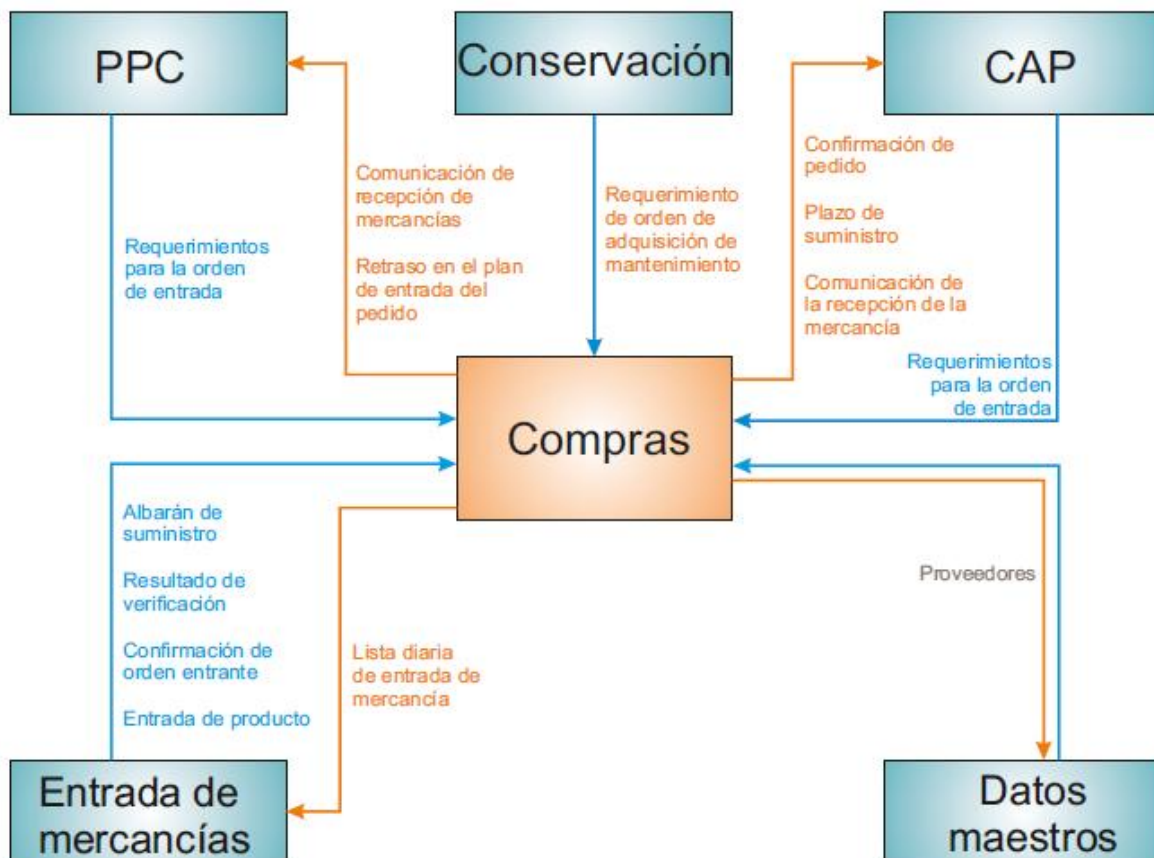 PPC
Conservación
CAP
Requerimientos
para la orden
de entrada
Comunicación de
recepción de
mercancías
Retraso en el plan
de entrada del
pedido
Requerimiento
de orden de
adquisición de
mantenimiento
Confirmación de
pedido
Plazo de
suministro
Comunicación de
la recepción de la
mercancía
Requerimientos
para la orden
de entrada
Compras
Albarán de
suministro
Resultado de
verificación
Confirmación de
orden entrante
Entrada de producto
Lista diaria
de entrada de
mercancía
Proveedores
Entrada de
mercancías
Datos
maestros